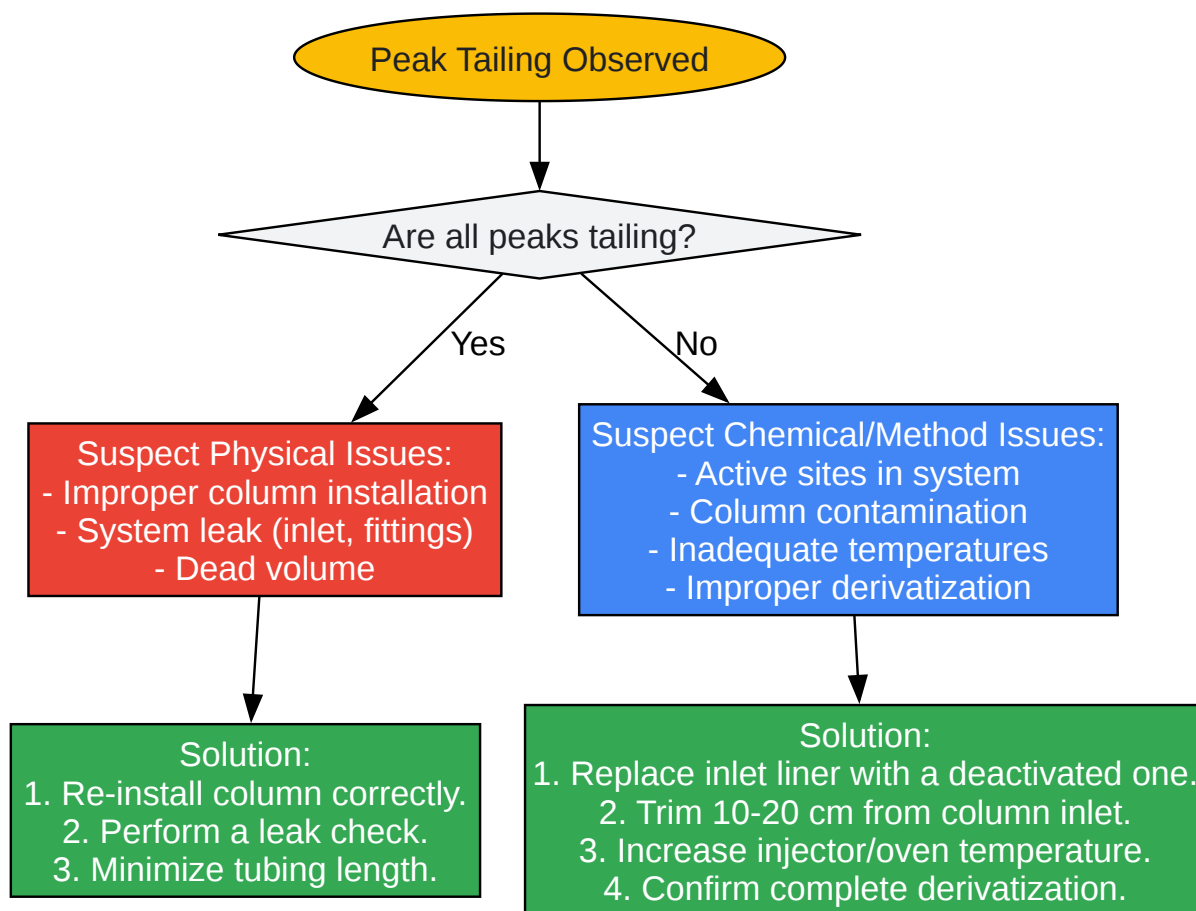 Peak Tailing Observed
Are all peaks tailing?
Yes
No
Suspect Physical Issues:
- Improper column installation
- System leak (inlet, fittings)
- Dead volume
Suspect Chemical/Method Issues:
- Active sites in system
- Column contamination
- Inadequate temperatures
- Improper derivatization
Solution:
1. Re-install column correctly.
2. Perform a leak check.
3. Minimize tubing length.
Solution:
1. Replace inlet liner with a deactivated one.
2. Trim 10-20 cm from column inlet.
3. Increase injector/oven temperature.
4. Confirm complete derivatization.